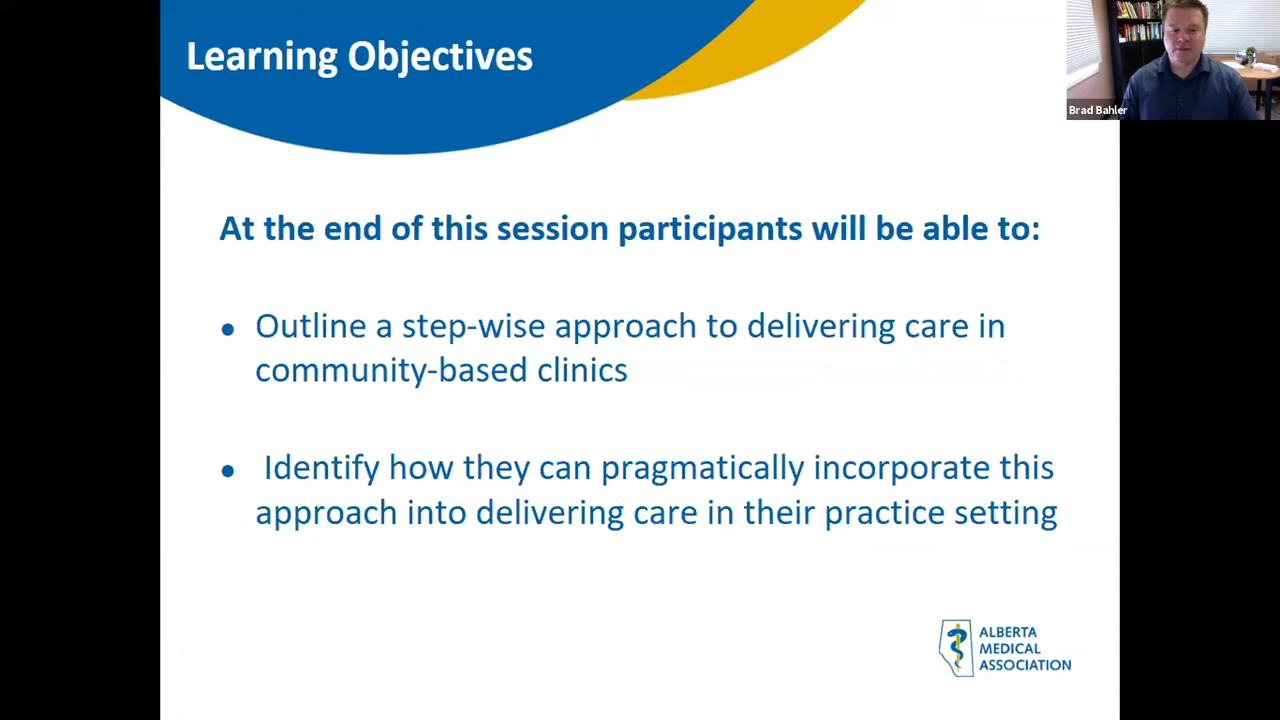 Learning Objectives
Brad Bahler
At the end of this session participants will be able to:
• Outline a step-wise approach to delivering care in
community-based clinics
• Identify how they can pragmatically incorporate this
approach into delivering care in their practice setting
ALBERTA
MEDICAL
ASSOCIATION